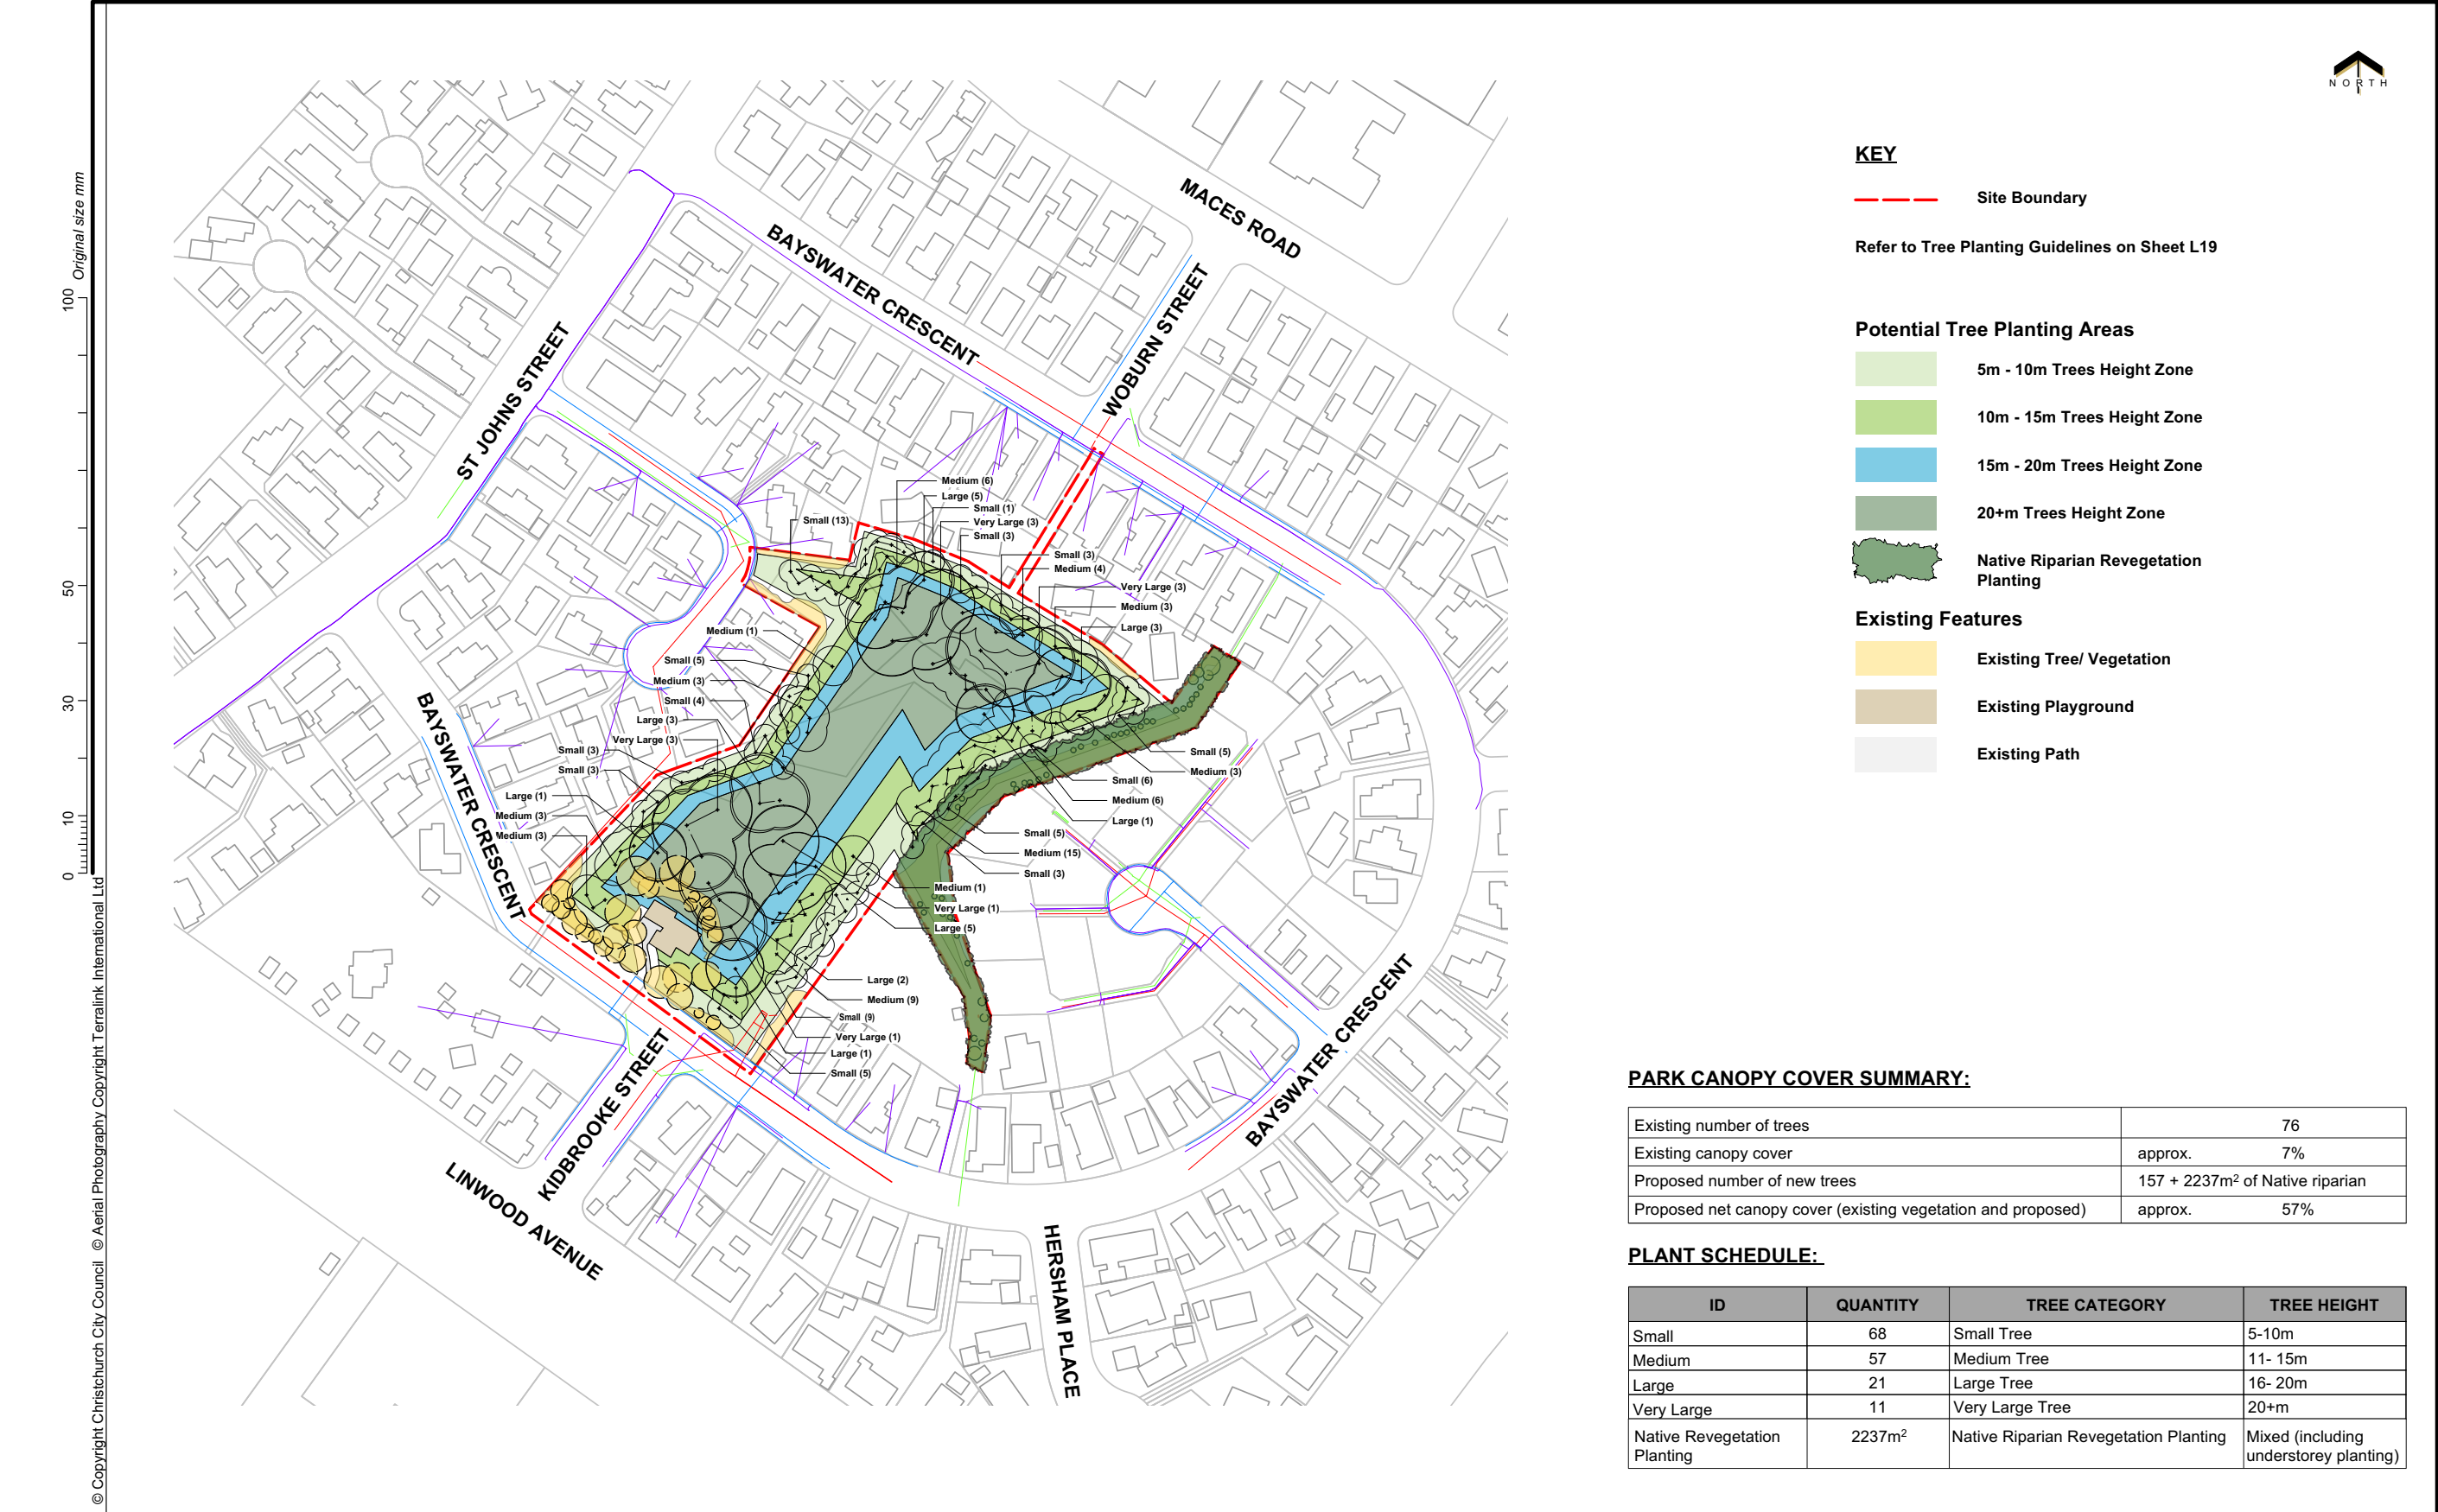 NORTH
Original size mm
100
50
30
10
0
© Copyright Christchurch City Council © Aerial Photography Copyright Terralink International Ltd
MACES ROAD
BAYSWATER CRESCENT
WOBURN STREET
ST JOHNS STREET
Medium (6)
Large (5)
Small (1)
Small (13)
Very Large (3)
Small (3)
Small (3)
Medium (4)
Very Large (3)
Medium (3)
Large (3)
Medium (1)
Small (5)
Medium (3)
Small (4)
Large (3)
Very Large (3)
Small (3)
Small (3)
Large (1)
Medium (3)
Medium (3)
BAYSWATER CRESCENT
Small (5)
Medium (3)
Small (6)
Medium (6)
Large (1)
Small (5)
Medium (15)
Small (3)
Medium (1)
Very Large (1)
Large (5)
Large (2)
Medium (9)
Small (9)
Very Large (1)
Large (1)
Small (5)
BAYSWATER CRESCENT
KIDBROOKE STREET
LINWOOD AVENUE
HERSHAM PLACE
KEY
Site Boundary
Refer to Tree Planting Guidelines on Sheet L19
Potential Tree Planting Areas
5m - 10m Trees Height Zone
10m - 15m Trees Height Zone
15m - 20m Trees Height Zone
20+m Trees Height Zone
Native Riparian Revegetation
Planting
Existing Features
Existing Tree/ Vegetation
Existing Playground
Existing Path
PARK CANOPY COVER SUMMARY:
Existing number of trees 76
Existing canopy cover approx. 7%
Proposed number of new trees 157 + 2237m² of Native riparian
Proposed net canopy cover (existing vegetation and proposed) approx. 57%
PLANT SCHEDULE:
ID QUANTITY TREE CATEGORY TREE HEIGHT
Small 68 Small Tree 5-10m
Medium 57 Medium Tree 11- 15m
Large 21 Large Tree 16- 20m
Very Large 11 Very Large Tree 20+m
Native Revegetation 2237m² Native Riparian Revegetation Planting Mixed (including
Planting understorey planting)